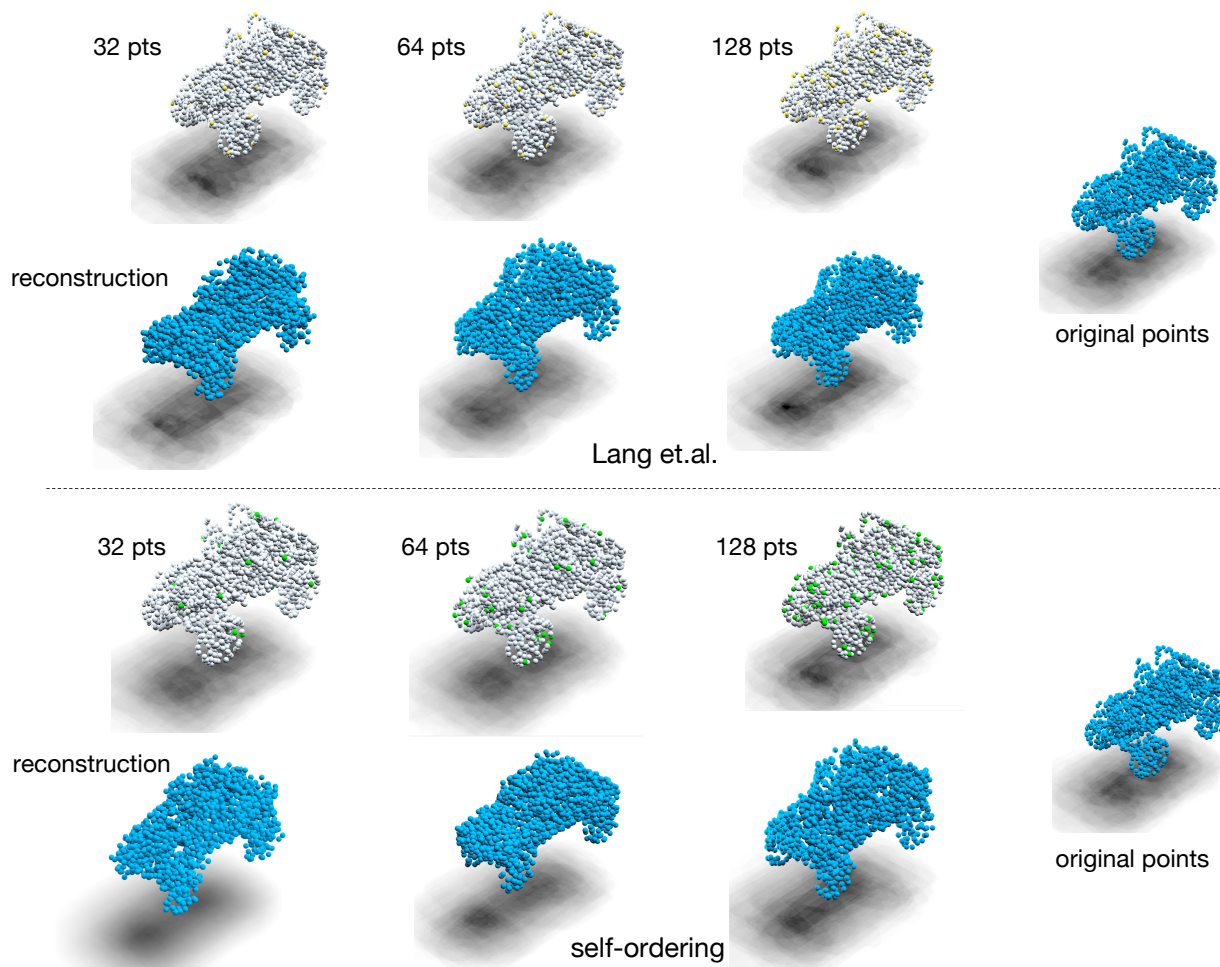 32 pts
64 pts
128 pts
reconstruction
original points
Lang et.al.
32 pts
64 pts
128 pts
reconstruction
original points
self-ordering